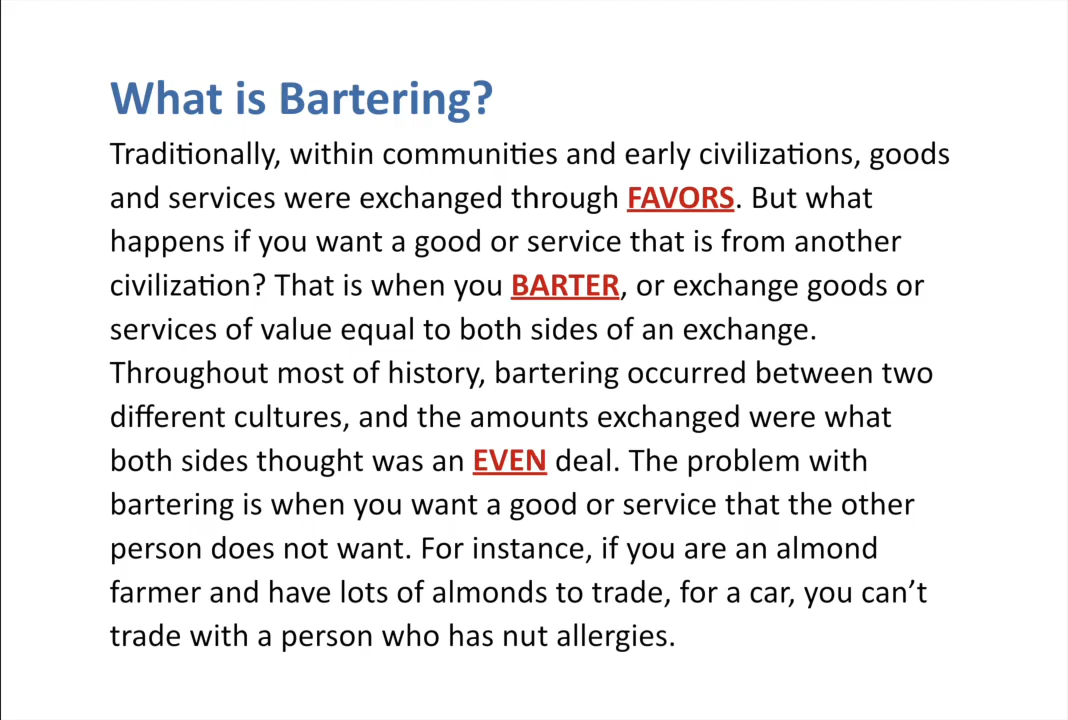 What is Bartering?
Traditionally, within communities and early civilizations, goods
and services were exchanged through FAVORS. But what
happens if you want a good or service that is from another
civilization? That is when you BARTER, or exchange goods or
services of value equal to both sides of an exchange.
Throughout most of history, bartering occurred between two
different cultures, and the amounts exchanged were what
both sides thought was an EVEN deal. The problem with
bartering is when you want a good or service that the other
person does not want. For instance, if you are an almond
farmer and have lots of almonds to trade, for a car, you can’t
trade with a person who has nut allergies.